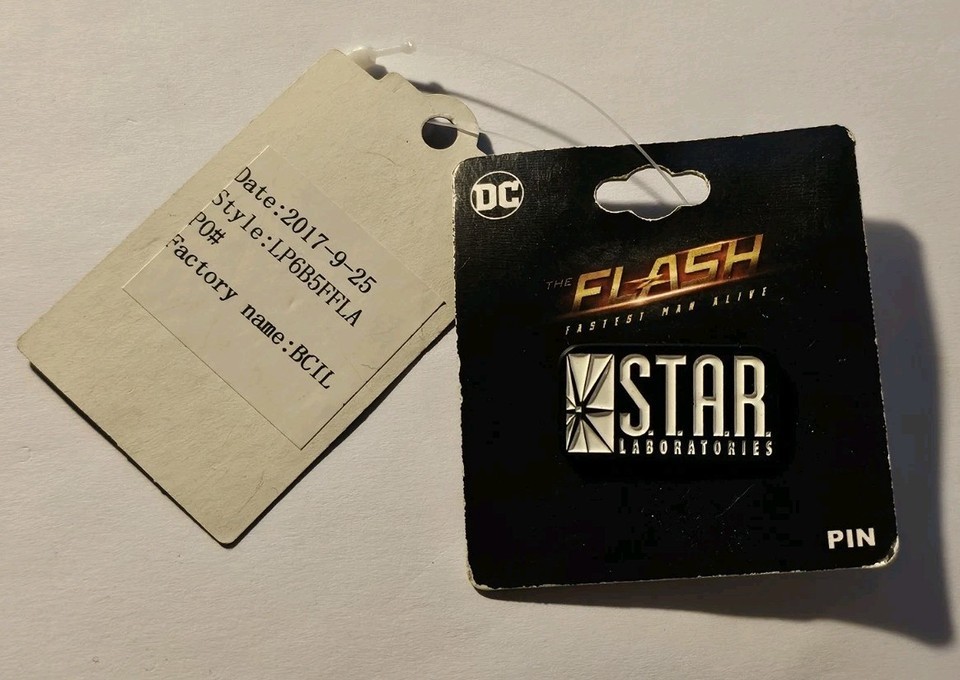 Date:2017-9-25
Style:LP6B5FFLA
PO#
Factory name:BCIL
DC
THE FLASH
FASTEST MAN ALIVE
S.T.A.R.
LABORATORIES
PIN